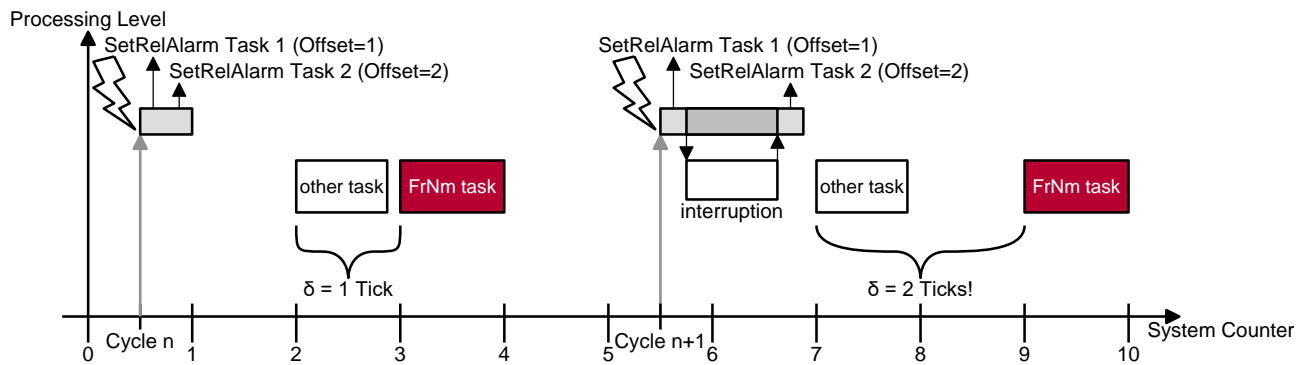 Processing Level
SetRelAlarm Task 1 (Offset=1)
SetRelAlarm Task 2 (Offset=2)
SetRelAlarm Task 1 (Offset=1)
SetRelAlarm Task 2 (Offset=2)
other task
FrNm task
other task
FrNm task
interruption
δ = 1 Tick
δ = 2 Ticks!
System Counter
Cycle n
Cycle n+1
0 1 2 3 4 5 6 7 8 9 10